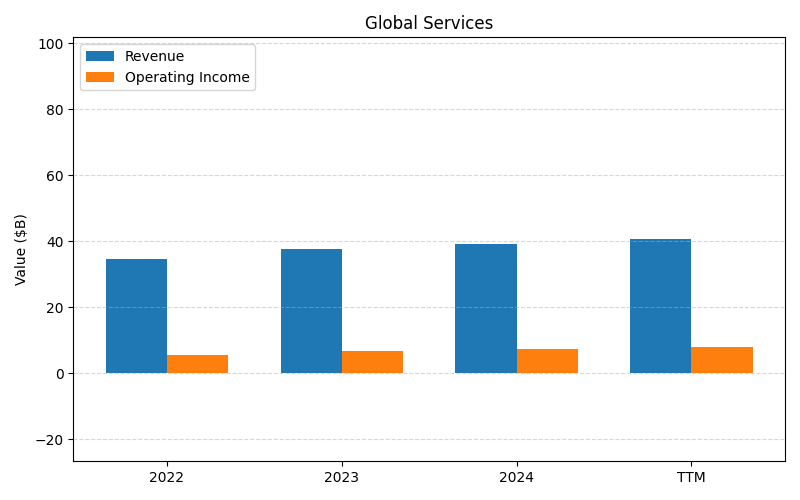 Global Services
Revenue
Operating Income
Value ($B)
100
80
60
40
20
0
−20
2022
2023
2024
TTM